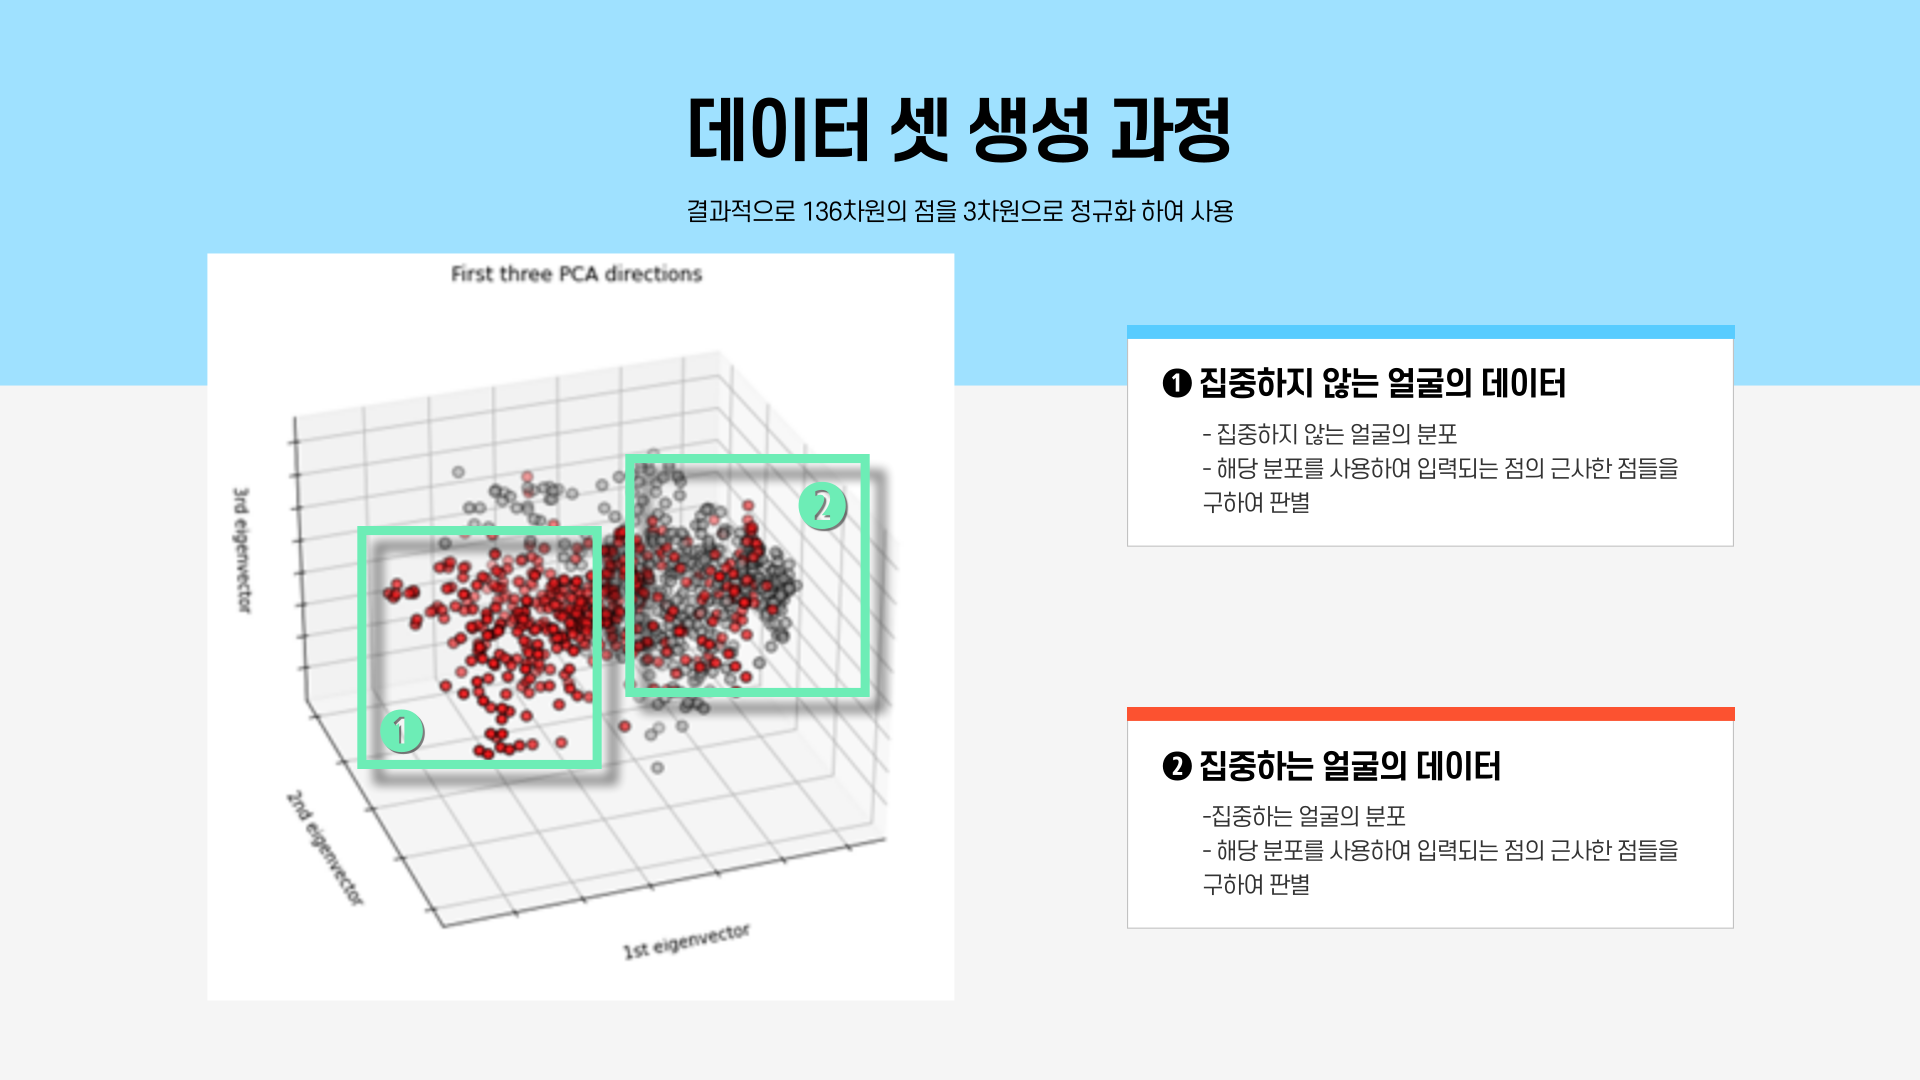 데이터 셋 생성 과정
결과적으로 136차원의 점을 3차원으로 정규화 하여 사용
First three PCA directions
3rd eigenvector
2nd eigenvector
1st eigenvector
1
2
❶ 집중하지 않는 얼굴의 데이터
- 집중하지 않는 얼굴의 분포
- 해당 분포를 사용하여 입력되는 점의 근사한 점들을
구하여 판별
❷ 집중하는 얼굴의 데이터
-집중하는 얼굴의 분포
- 해당 분포를 사용하여 입력되는 점의 근사한 점들을
구하여 판별